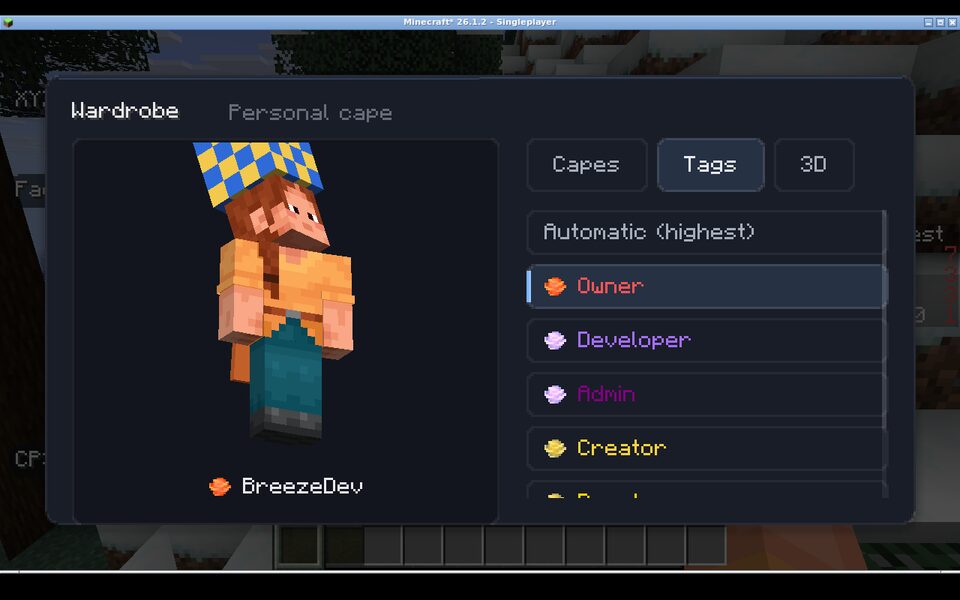 Minecraft* 26.1.2 - Singleplayer
Wardrobe
Personal cape
Capes
Tags
3D
Automatic (highest)
Owner
Developer
Admin
Creator
BreezeDev